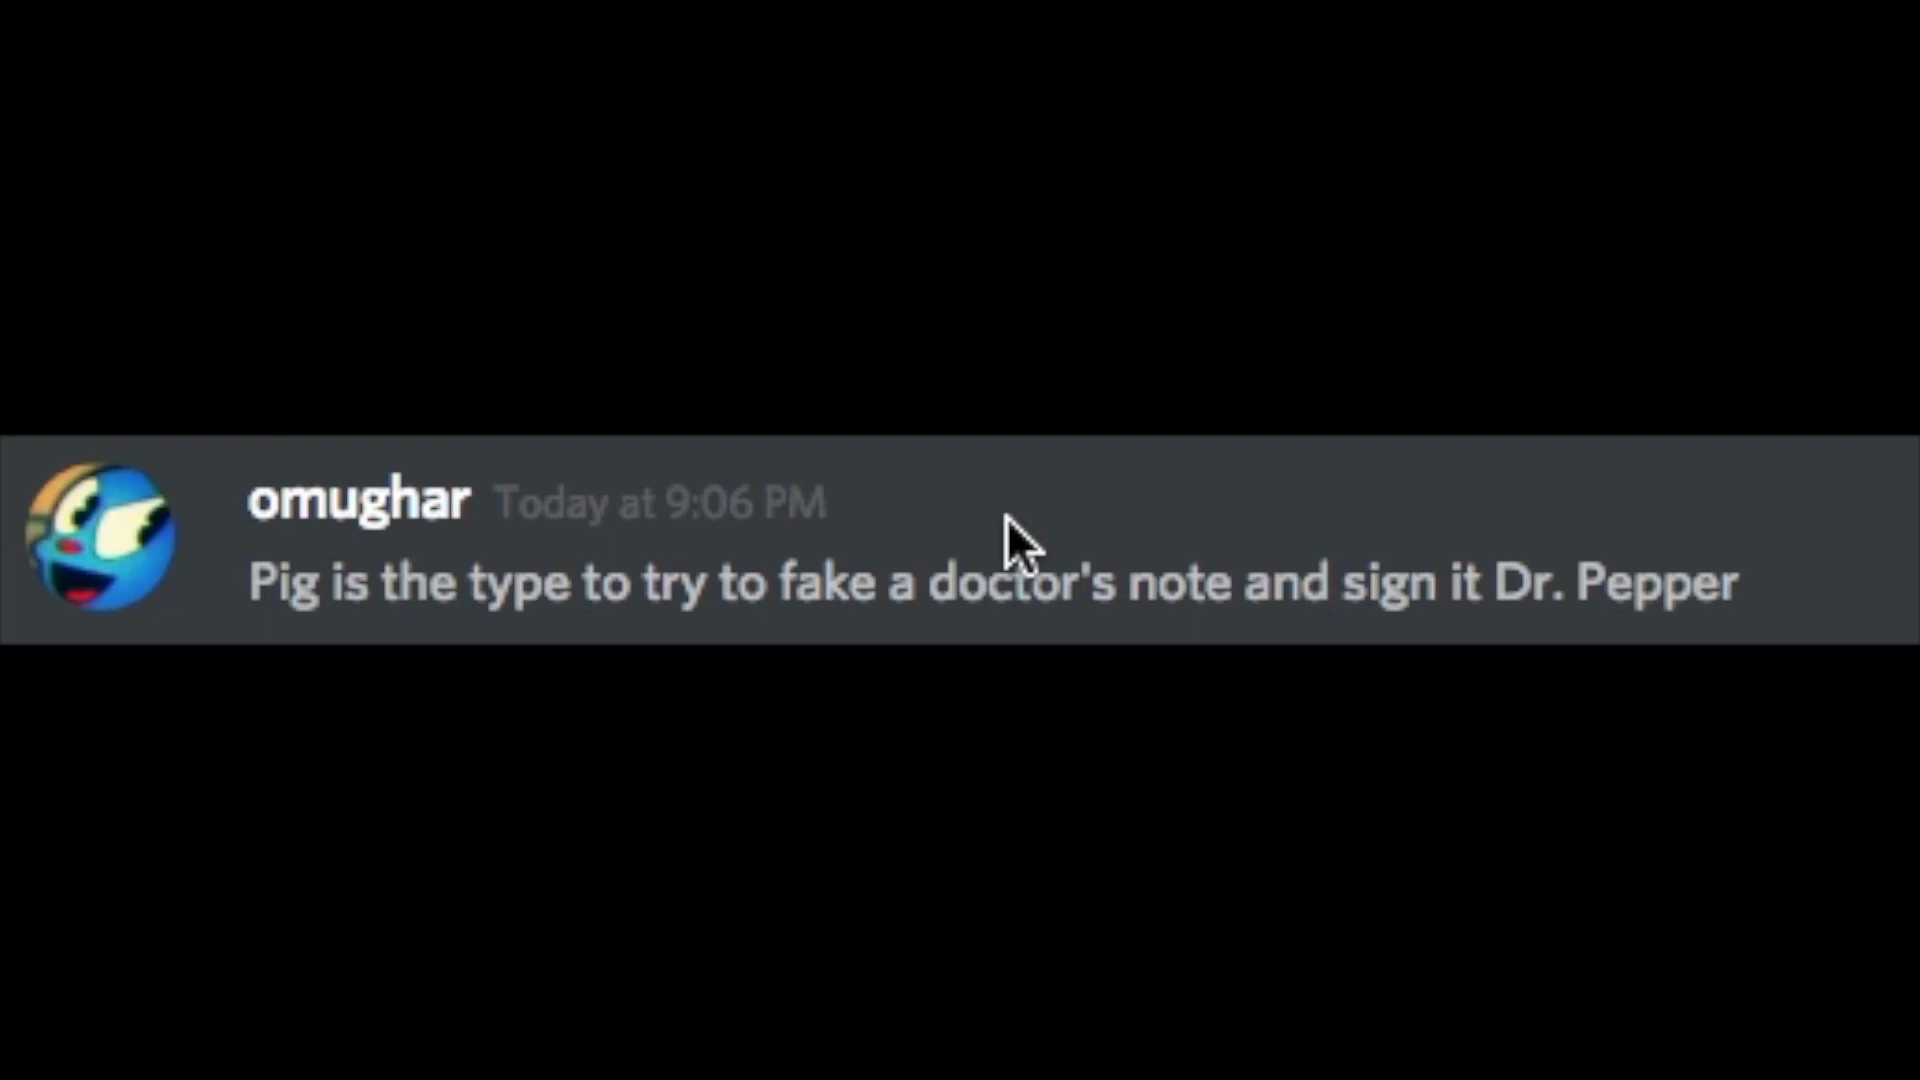 omughar Today at 9:06 PM
Pig is the type to try to fake a doctor's note and sign it Dr. Pepper